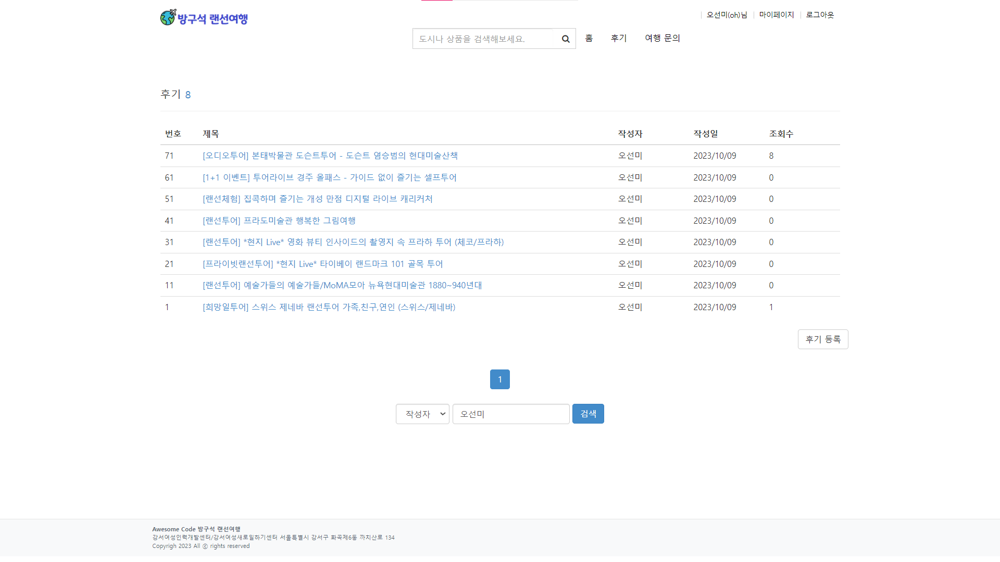 방구석 랜선여행
오선미(oh)님 마이페이지 로그아웃
도시나 상품을 검색해보세요. 홈 후기 여행 문의
후기 8
번호 제목 작성자 작성일 조회수
71 [오디오투어] 본태박물관 도슨트투어 - 도슨트 염승범의 현대미술산책 오선미 2023/10/09 8
61 [1+1 이벤트] 투어라이브 경주 올패스 - 가이드 없이 즐기는 셀프투어 오선미 2023/10/09 0
51 [랜선체험] 집콕하며 즐기는 개성 만점 디지털 라이브 캐리커처 오선미 2023/10/09 0
41 [랜선투어] 프라도미술관 행복한 그림여행 오선미 2023/10/09 0
31 [랜선투어] *현지 Live* 영화 뷰티 인사이드의 촬영지 속 프라하 투어 (체코/프라하) 오선미 2023/10/09 0
21 [프라이빗랜선투어] *현지 Live* 타이베이 랜드마크 101 골목 투어 오선미 2023/10/09 0
11 [랜선투어] 예술가들의 예술가들/MoMA모아 뉴욕현대미술관 1880~940년대 오선미 2023/10/09 0
1 [희망일투어] 스위스 제네바 랜선투어 가족,친구,연인 (스위스/제네바) 오선미 2023/10/09 1
후기 등록
1
작성자 오선미 검색
Awesome Code 방구석 랜선여행
강서여성인력개발센터/강서여성새로일하기센터 서울특별시 강서구 화곡제6동 까치산로 134
Copyrigh 2023 All ⓒ rights reserved